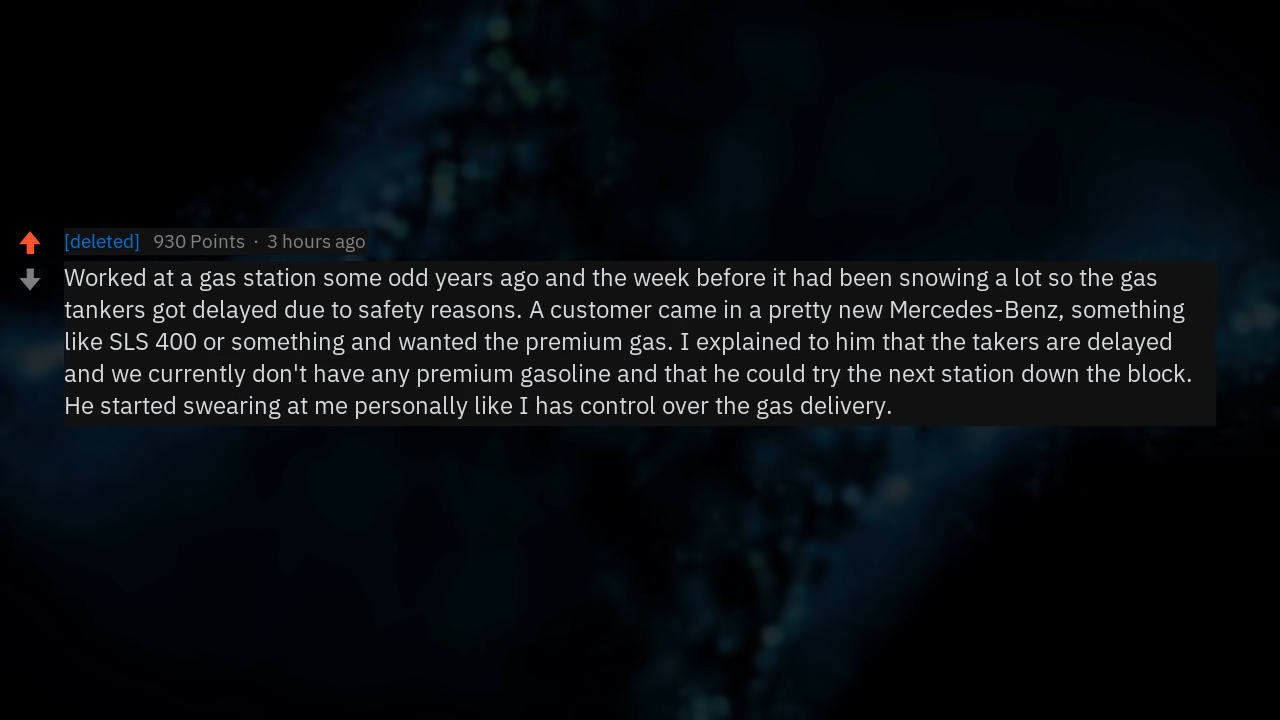 [deleted] 930 Points · 3 hours ago
Worked at a gas station some odd years ago and the week before it had been snowing a lot so the gas
tankers got delayed due to safety reasons. A customer came in a pretty new Mercedes-Benz, something
like SLS 400 or something and wanted the premium gas. I explained to him that the takers are delayed
and we currently don't have any premium gasoline and that he could try the next station down the block.
He started swearing at me personally like I has control over the gas delivery.